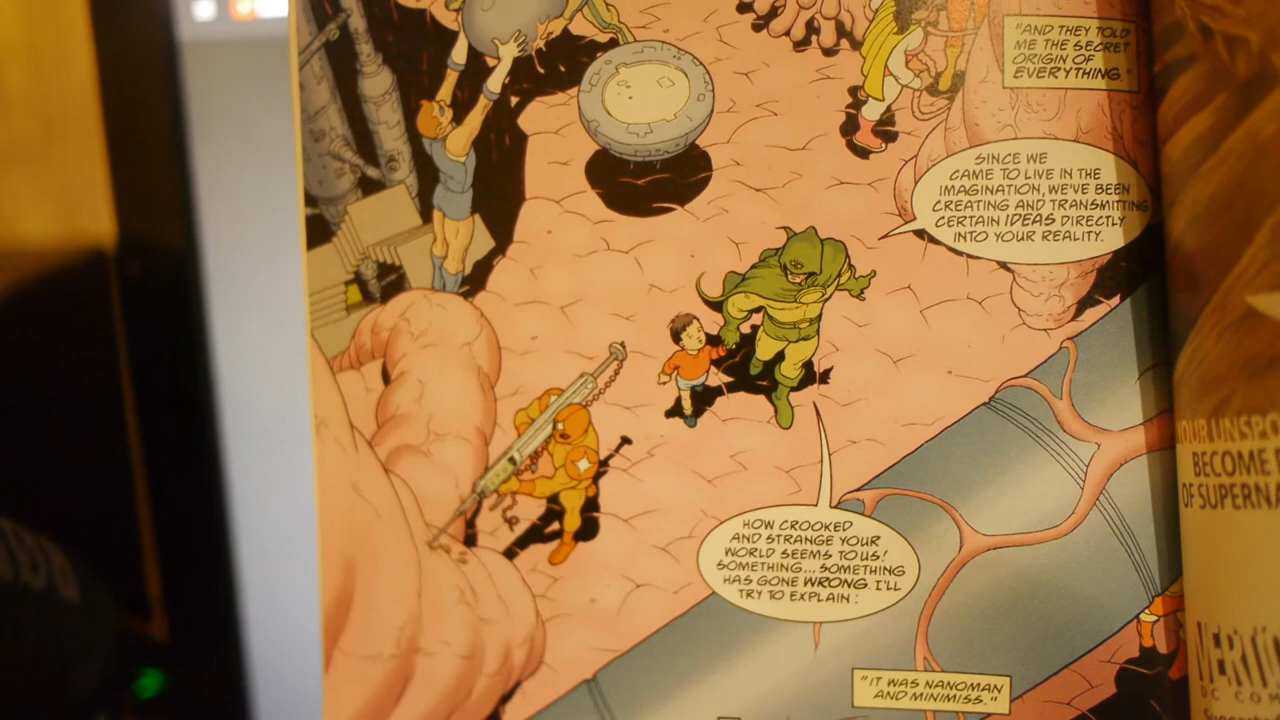 "AND THEY TOLD
ME THE SECRET
ORIGIN OF
EVERYTHING."
SINCE WE
CAME TO LIVE IN THE
IMAGINATION, WE'VE BEEN
CREATING AND TRANSMITTING
CERTAIN IDEAS DIRECTLY
INTO YOUR REALITY.
HOW CROOKED
AND STRANGE YOUR
WORLD SEEMS TO US!
SOMETHING... SOMETHING
HAS GONE WRONG. I'LL
TRY TO EXPLAIN:
"IT WAS NANOMAN
AND MINIMISS."
YOUR
BECOME
OF
DC